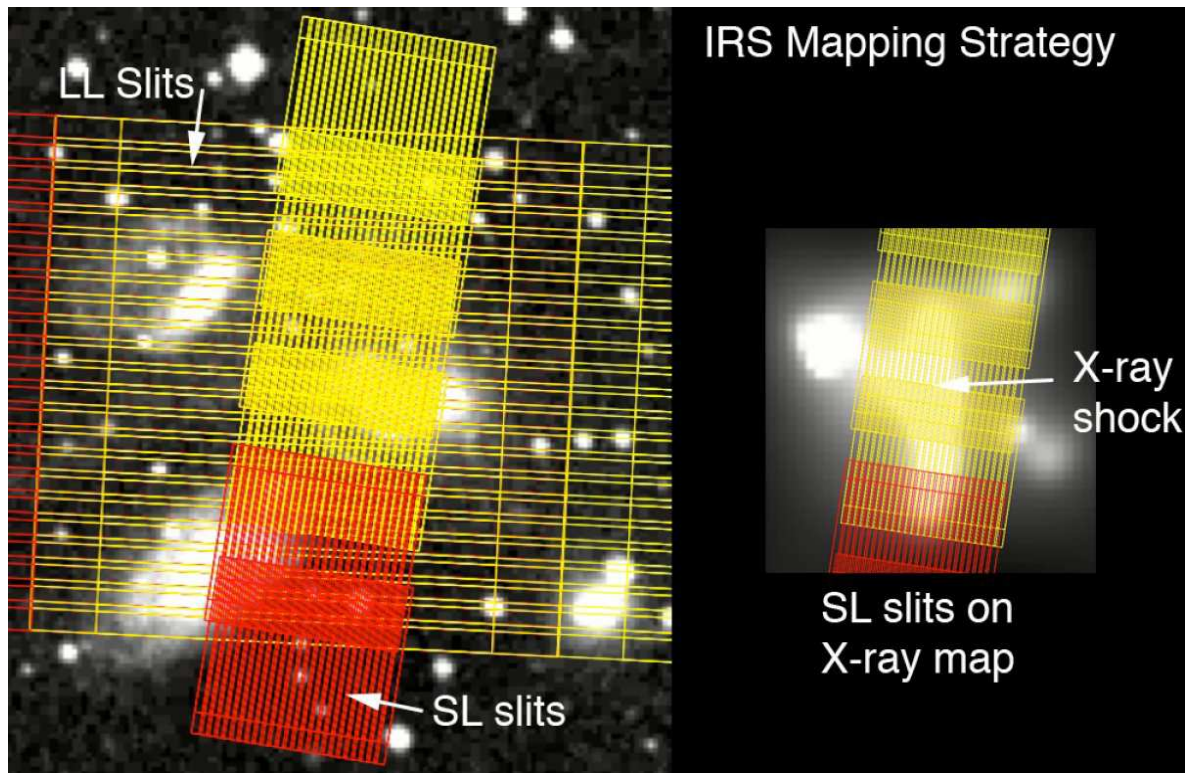 IRS Mapping Strategy
LL Slits
X-ray
shock
SL slits on
X-ray map
SL slits